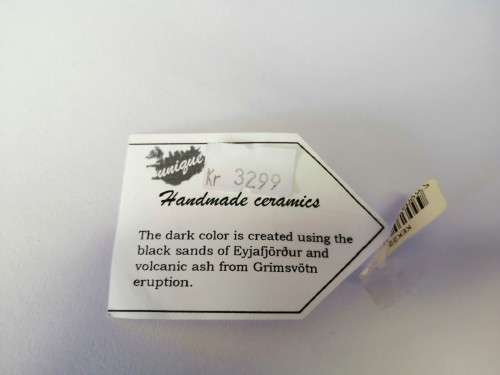 unique
Kr 3299
Handmade ceramics
The dark color is created using the
black sands of Eyjafjörður and
volcanic ash from Grimsvötn
eruption.